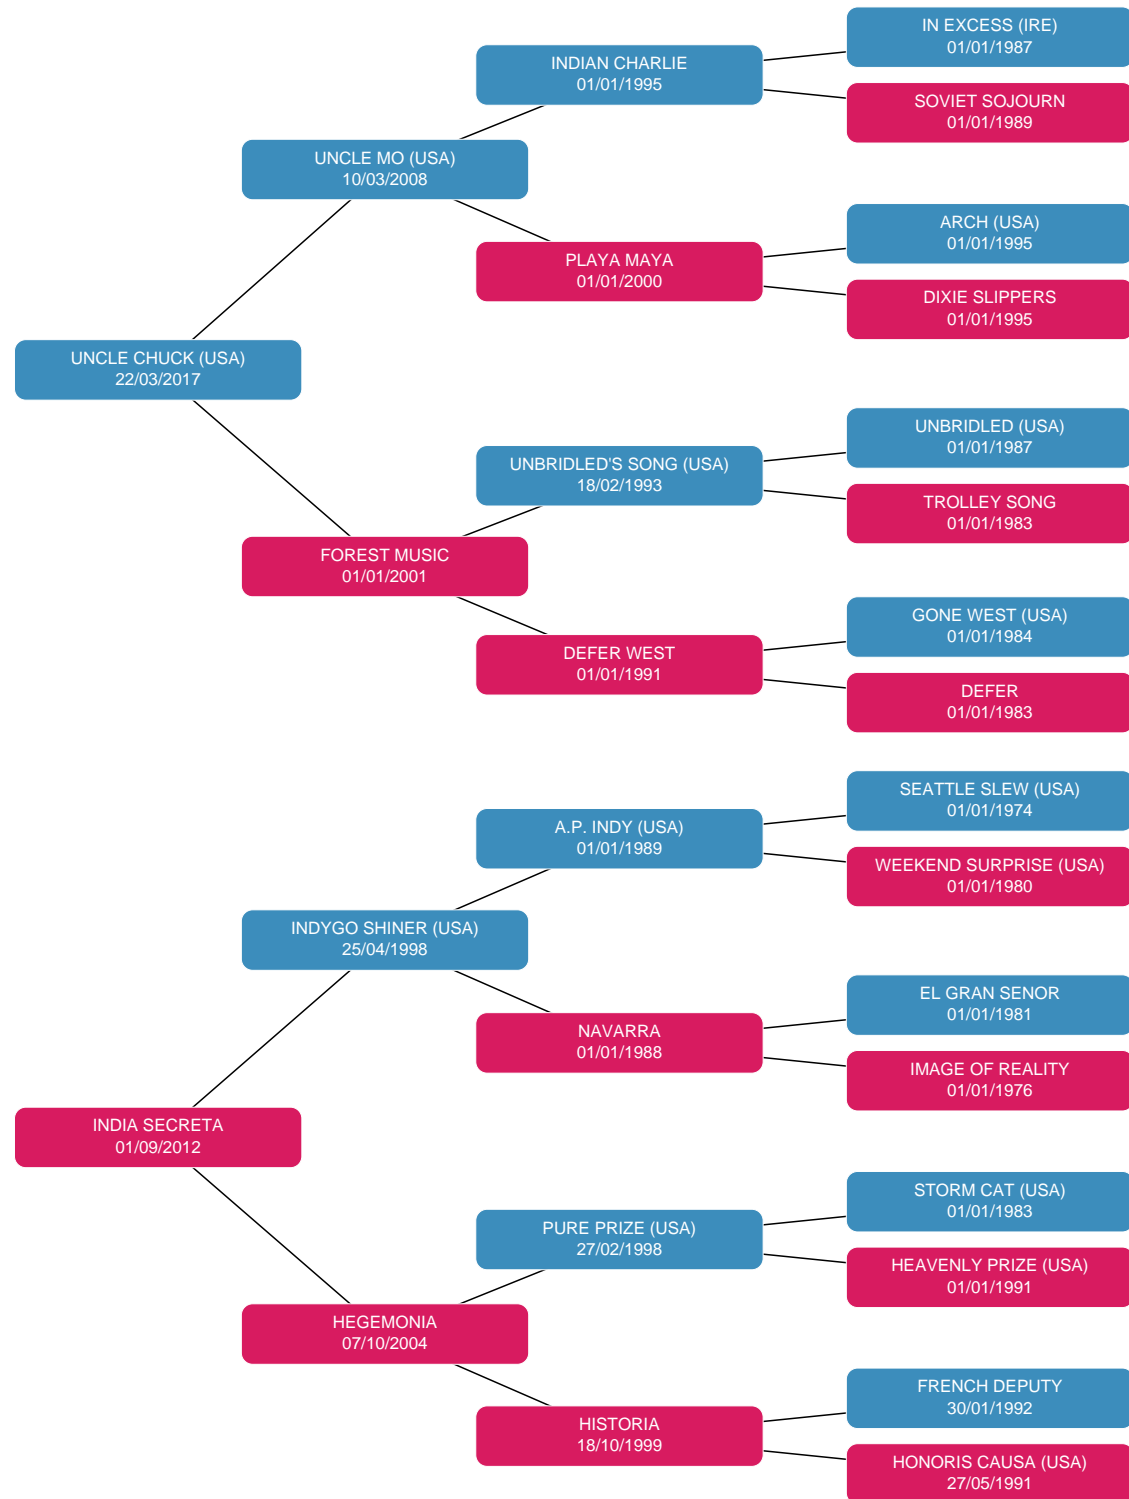 IN EXCESS (IRE)
01/01/1987
INDIAN CHARLIE
01/01/1995
SOVIET SOJOURN
01/01/1989
UNCLE MO (USA)
10/03/2008
ARCH (USA)
01/01/1995
PLAYA MAYA
01/01/2000
DIXIE SLIPPERS
01/01/1995
UNCLE CHUCK (USA)
22/03/2017
UNBRIDLED (USA)
01/01/1987
UNBRIDLED'S SONG (USA)
18/02/1993
TROLLEY SONG
01/01/1983
FOREST MUSIC
01/01/2001
GONE WEST (USA)
01/01/1984
DEFER WEST
01/01/1991
DEFER
01/01/1983
SEATTLE SLEW (USA)
01/01/1974
A.P. INDY (USA)
01/01/1989
WEEKEND SURPRISE (USA)
01/01/1980
INDYGO SHINER (USA)
25/04/1998
EL GRAN SENOR
01/01/1981
NAVARRA
01/01/1988
IMAGE OF REALITY
01/01/1976
INDIA SECRETA
01/09/2012
STORM CAT (USA)
01/01/1983
PURE PRIZE (USA)
27/02/1998
HEAVENLY PRIZE (USA)
01/01/1991
HEGEMONIA
07/10/2004
FRENCH DEPUTY
30/01/1992
HISTORIA
18/10/1999
HONORIS CAUSA (USA)
27/05/1991